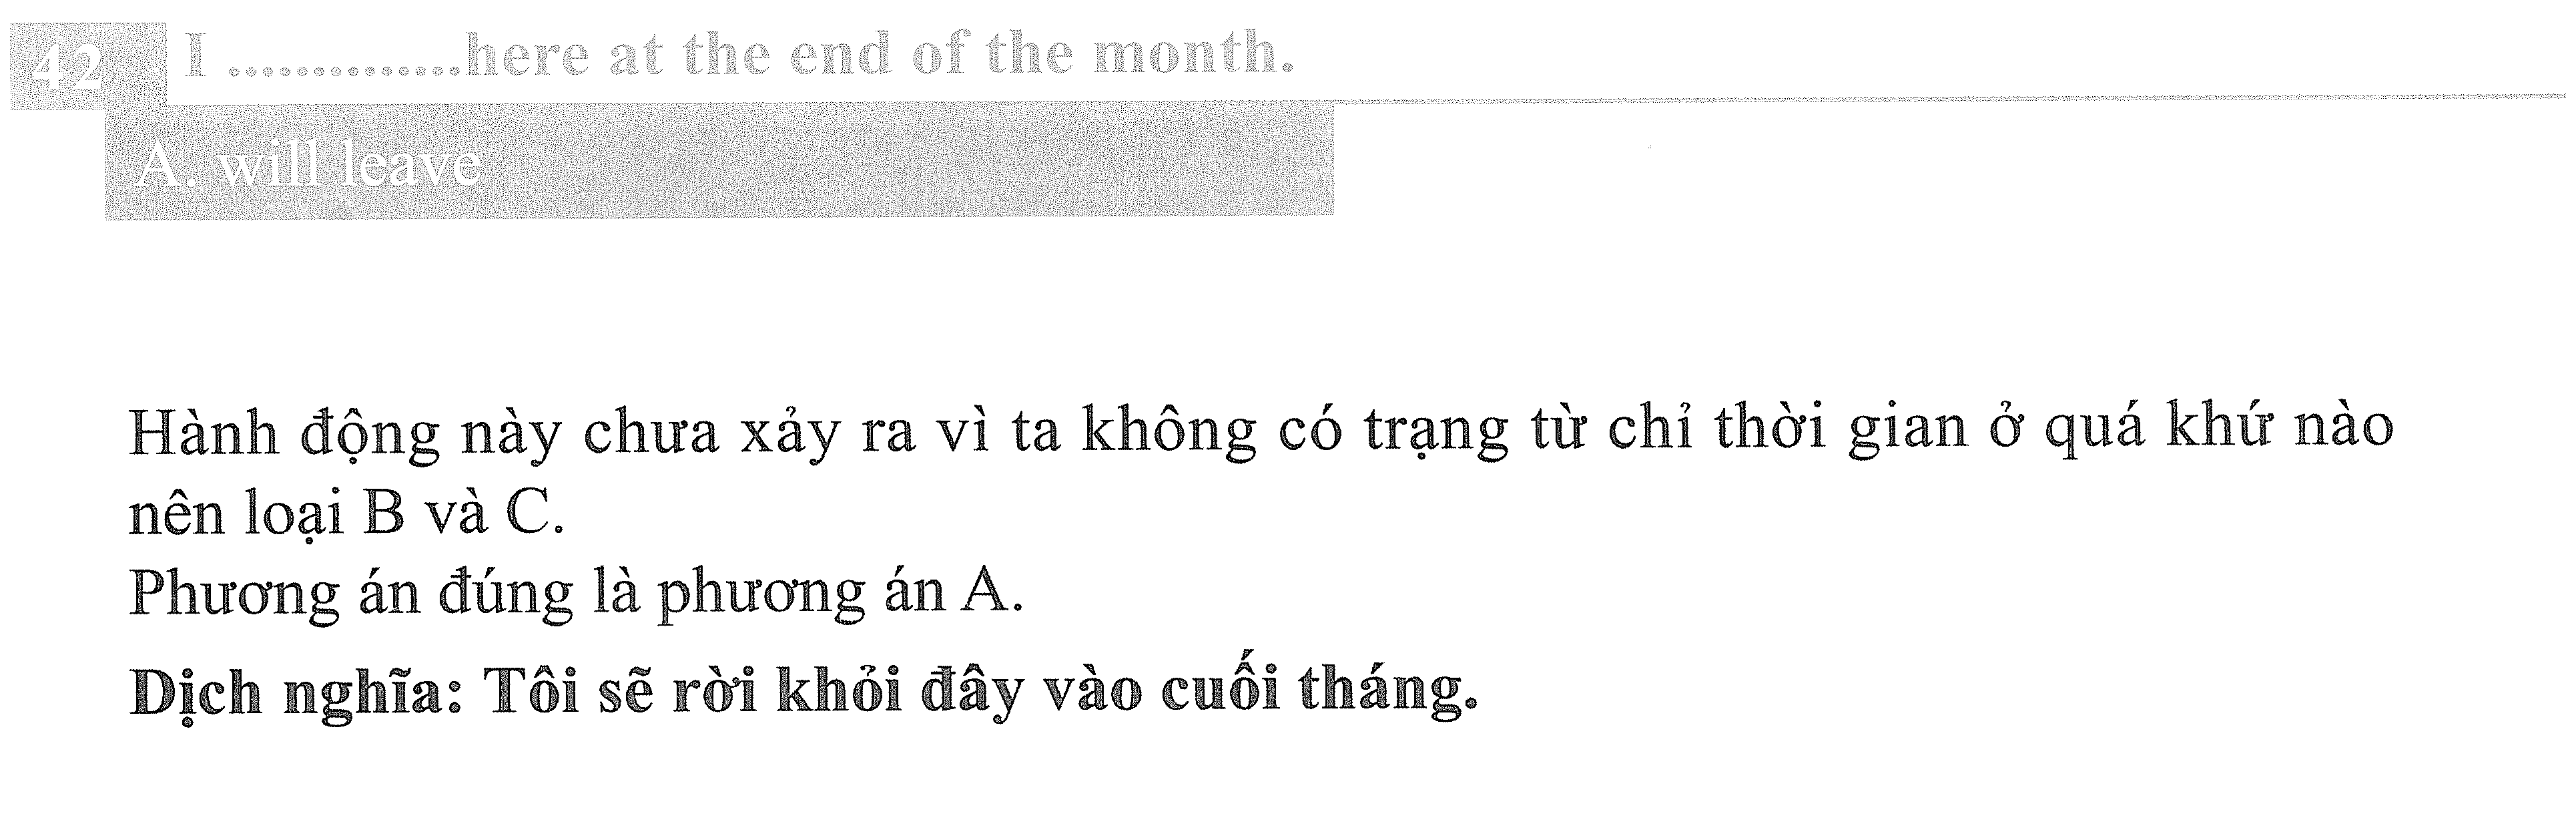 42 I .............here at the end of the month.
A. will leave
Hành động này chưa xảy ra vì ta không có trạng từ chỉ thời gian ở quá khứ nào
nên loại B và C.
Phương án đúng là phương án A.
Dịch nghĩa: Tôi sẽ rời khỏi đây vào cuối tháng.